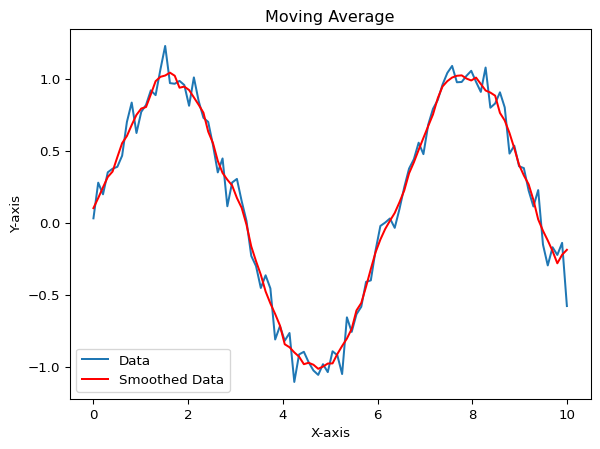 Moving Average
Y-axis
1.0
0.5
0.0
−0.5
−1.0
Data
Smoothed Data
0 2 4 6 8 10
X-axis